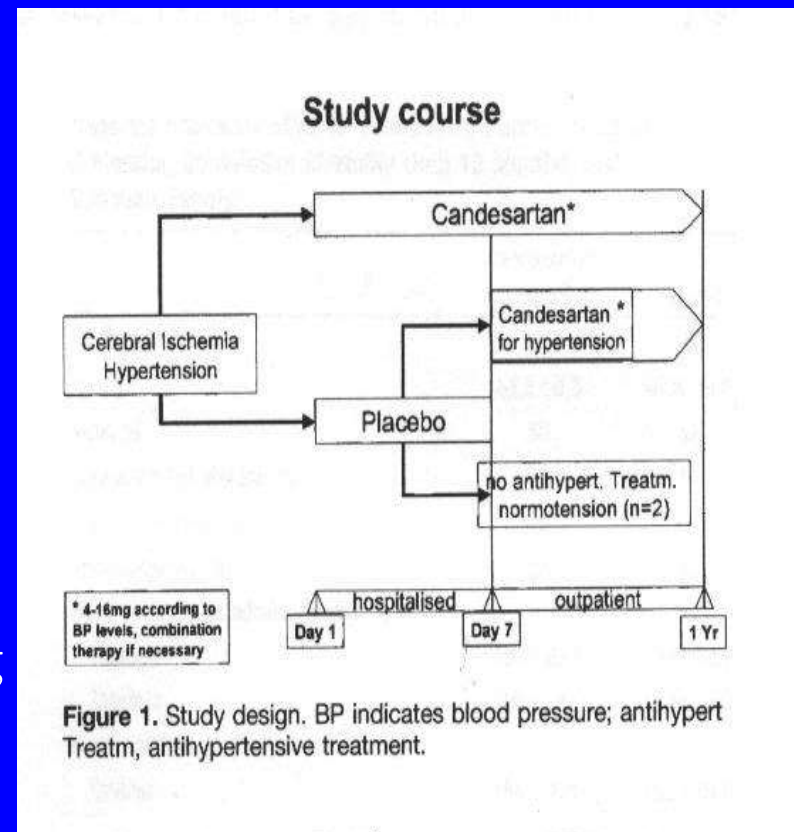 Study course
Candesartan*
Candesartan *
for hypertension
Cerebral Ischemia
Hypertension
Placebo
no antihypert. Treatm.
normotension (n=2)
* 4-16mg according to
BP levels, combination
therapy if necessary
hospitalised
outpatient
Day 1
Day 7
1 Yr
Figure 1. Study design. BP indicates blood pressure; antihypert
Treatm, antihypertensive treatment.